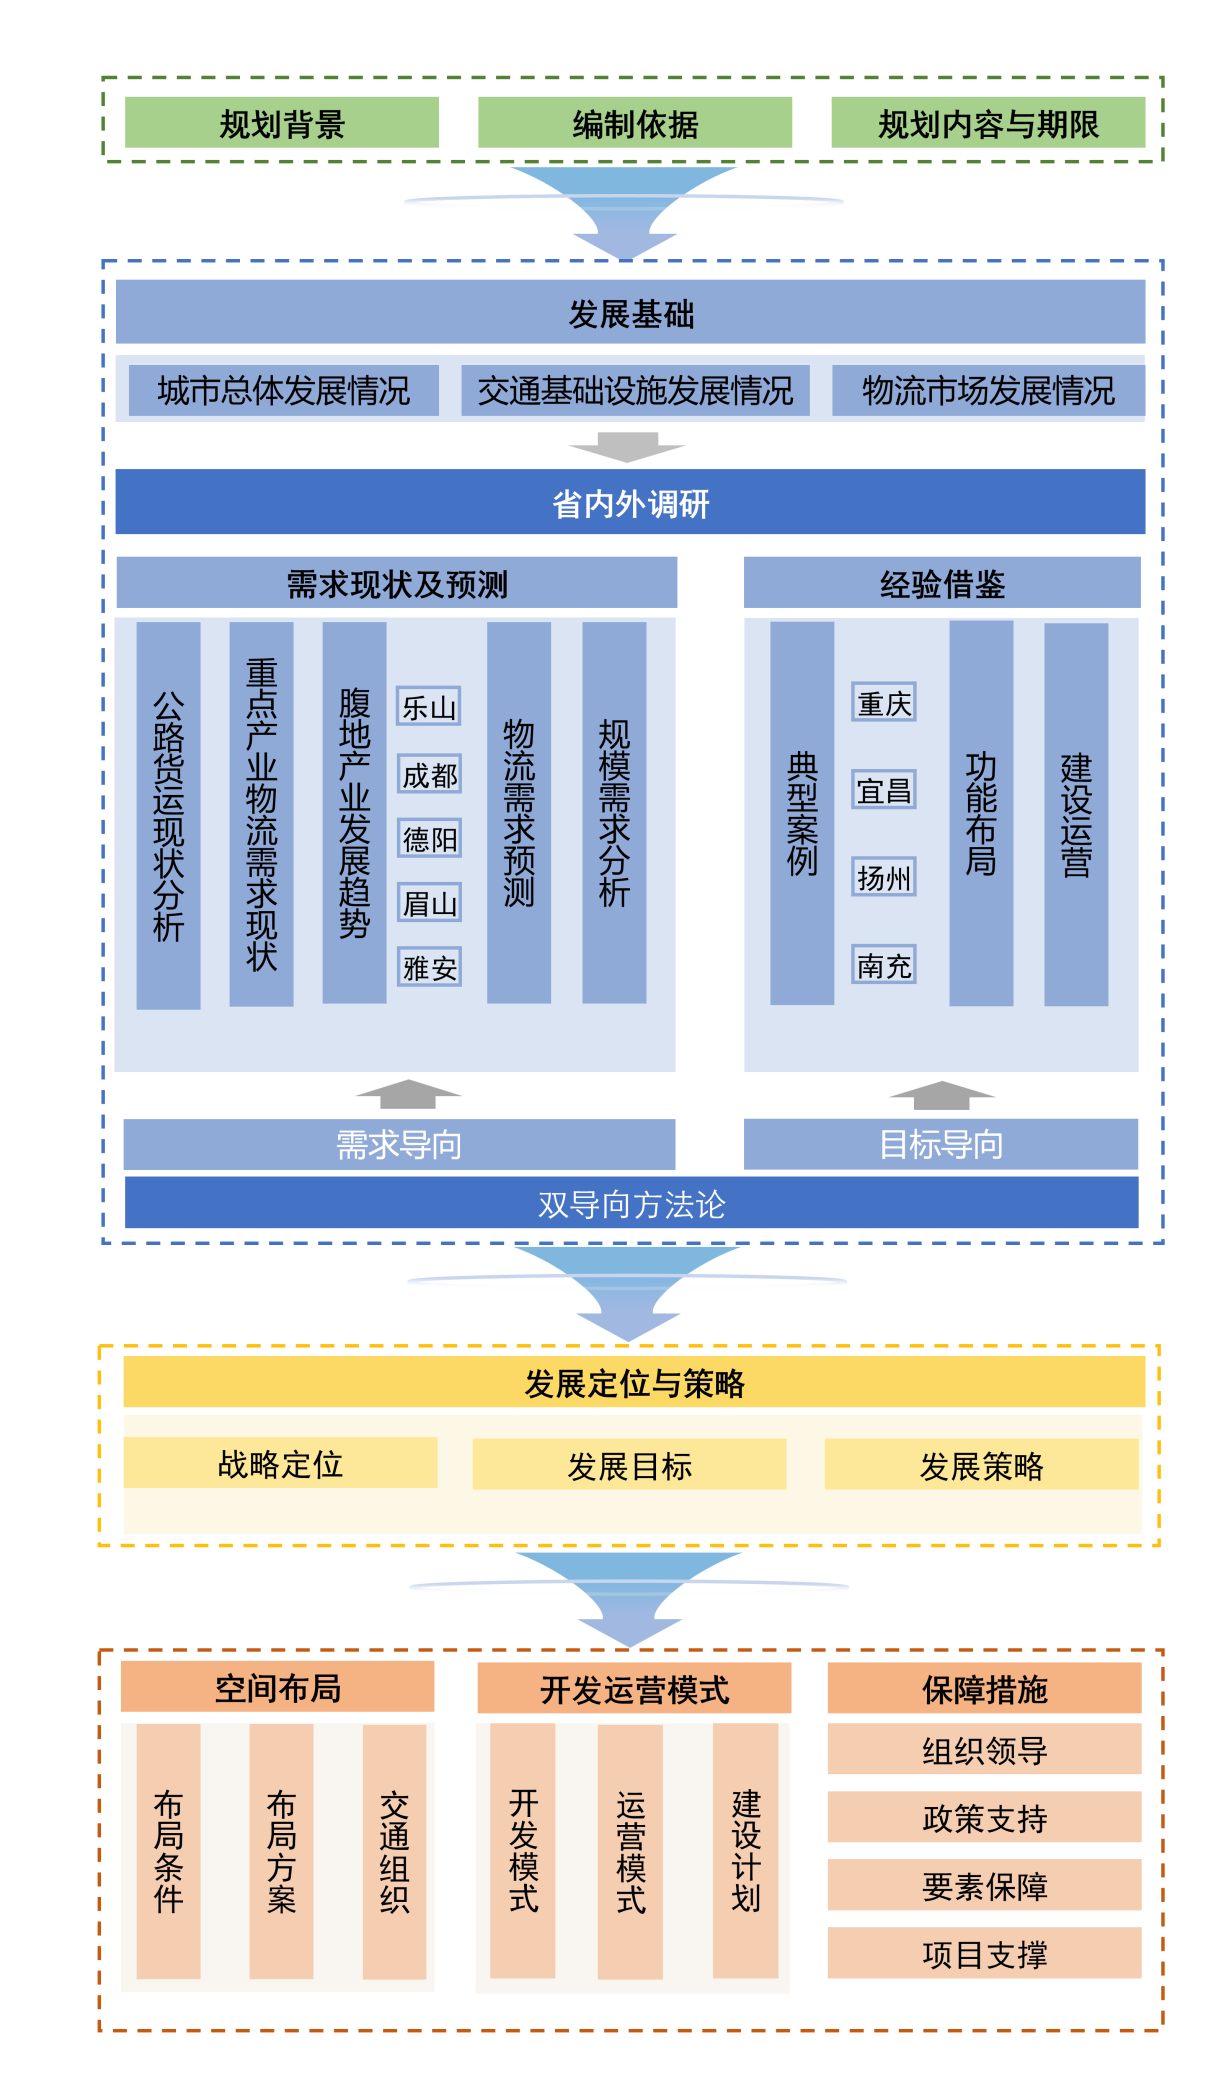 规划背景
编制依据
规划内容与期限
发展基础
城市总体发展情况
交通基础设施发展情况
物流市场发展情况
省内外调研
需求现状及预测
公路货运现状分析
重点产业物流需求现状
腹地产业发展趋势
乐山
成都
德阳
眉山
雅安
物流需求预测
规模需求分析
经验借鉴
典型案例
重庆
宜昌
扬州
南充
功能布局
建设运营
需求导向
目标导向
双导向方法论
发展定位与策略
战略定位
发展目标
发展策略
空间布局
布局条件
布局方案
交通组织
开发运营模式
开发模式
运营模式
建设计划
保障措施
组织领导
政策支持
要素保障
项目支撑